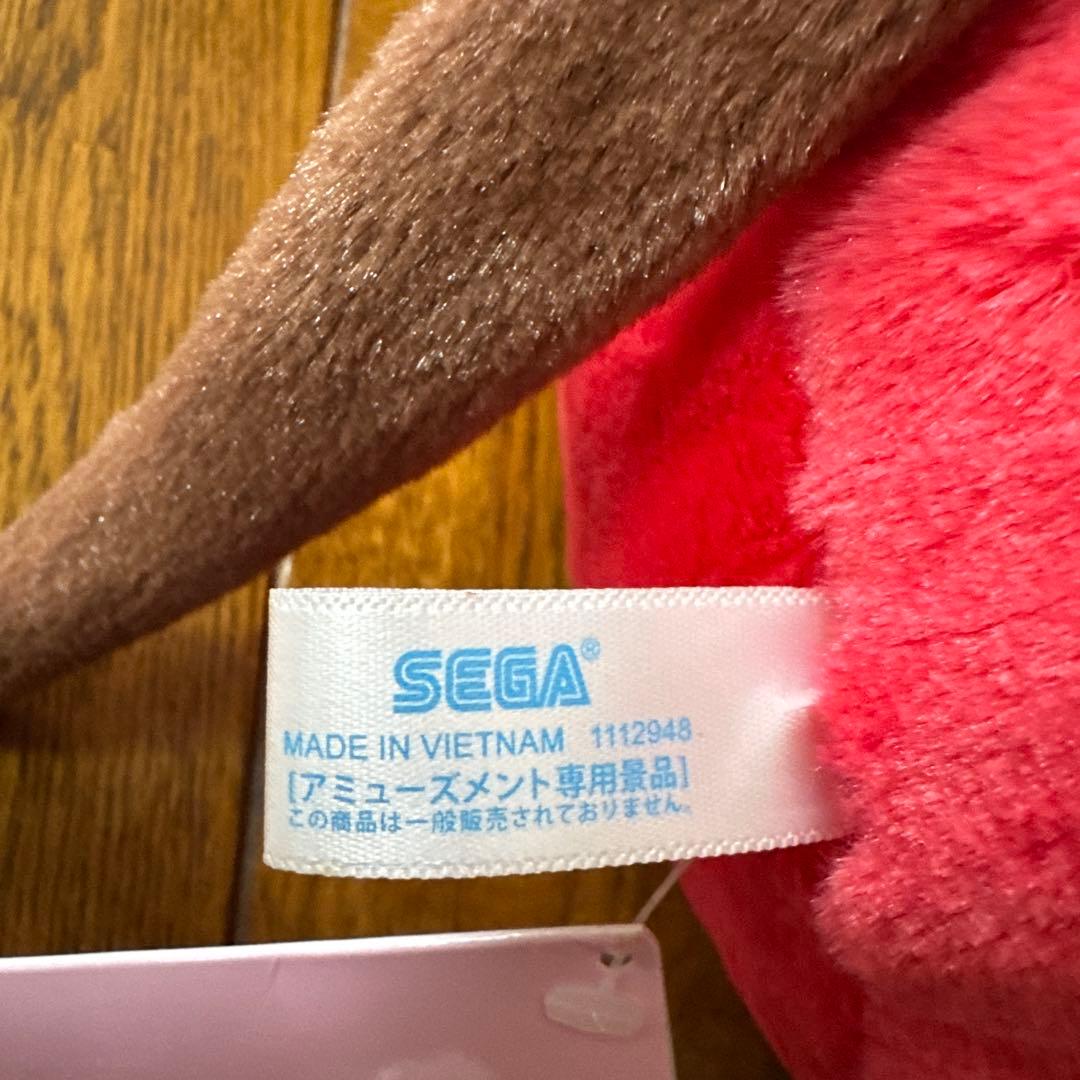 SEGA®
MADE IN VIETNAM 1112948
[アミューズメント専用景品]
この商品は一般販売されておりません。